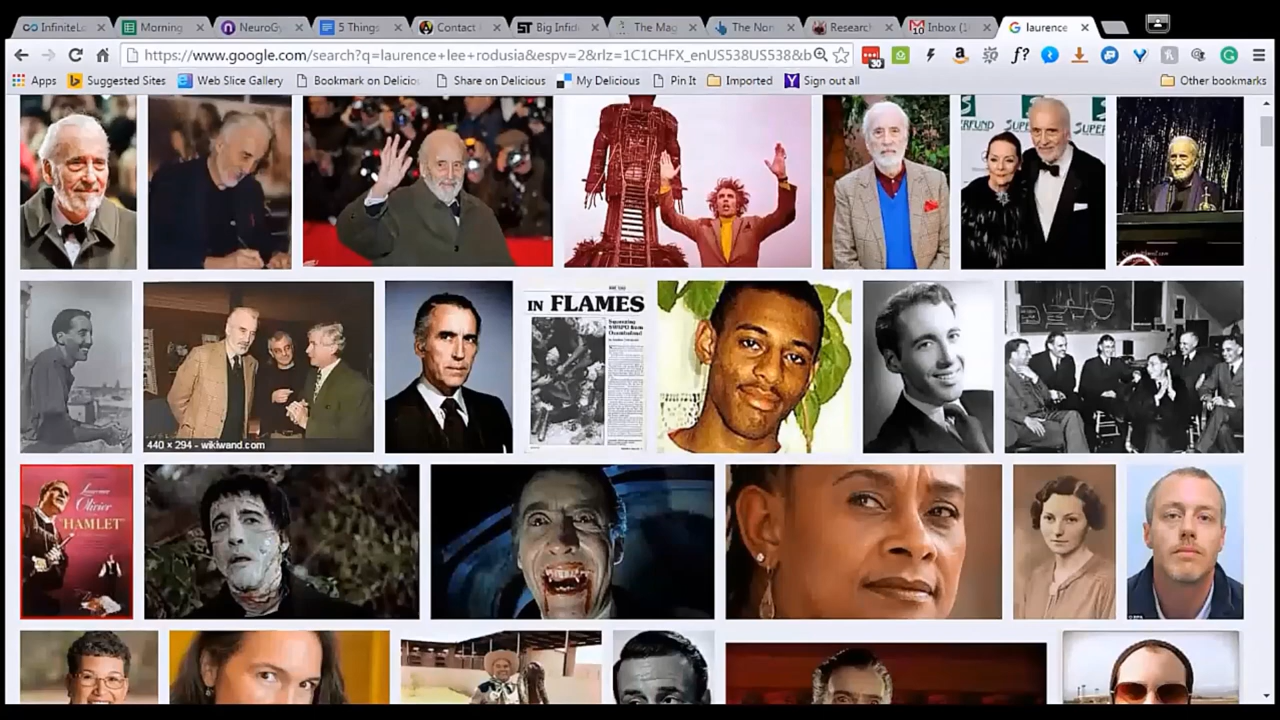 InfiniteLo
Morning
NeuroGy
5 Things
Contact
Big Infid
The Mag
The Non
Research
Inbox (1
laurence
https://www.google.com/search?q=laurence+lee+rodusia&espv=2&rlz=1C1CHFX_enUS538US538&b
Apps
Suggested Sites
Web Slice Gallery
Bookmark on Delicio
Share on Delicious
My Delicious
Pin It
Imported
Sign out all
Other bookmarks
IN FLAMES
440 × 294 - wikiwand.com
Laurence
Olivier
"HAMLET"